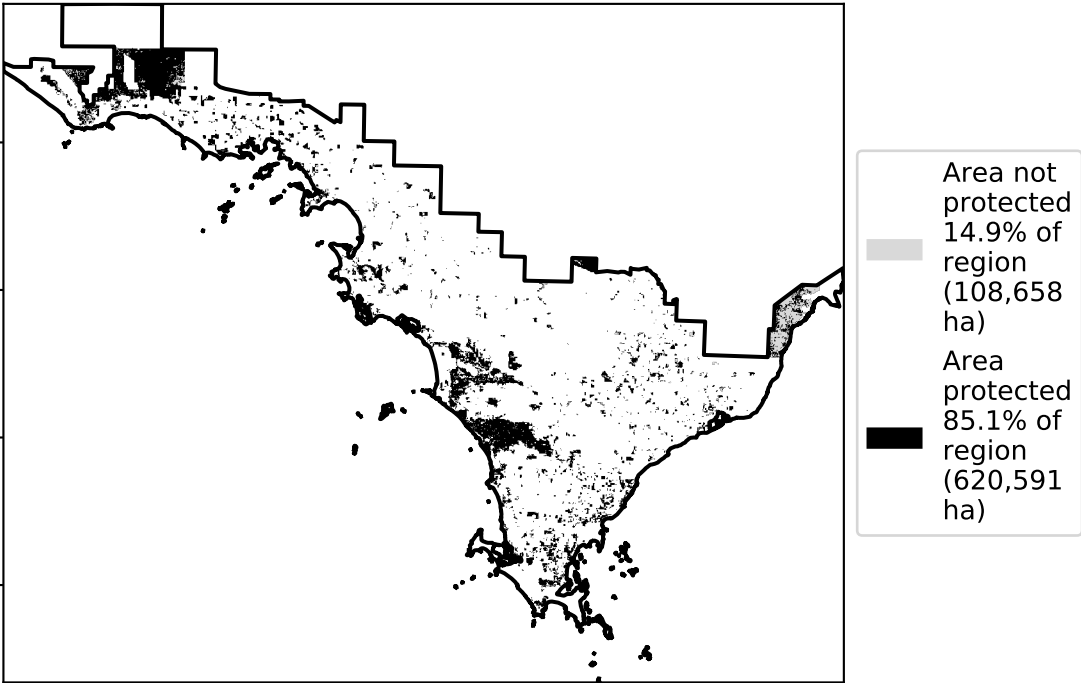 Area not
protected
14.9% of
region
(108,658
ha)
Area
protected
85.1% of
region
(620,591
ha)